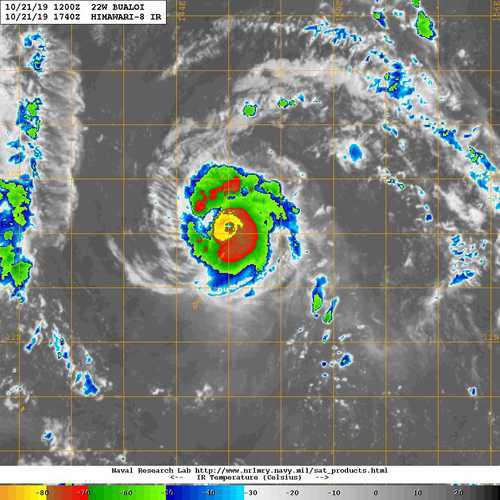 10/21/19 1200Z 22W BUALOI
10/21/19 1740Z HIMAWARI-8 IR
Naval Research Lab http://www.nrlmry.navy.mil/sat_products.html
<-- IR Temperature (Celsius) -->
-80 -70 -60 -50 -40 -30 -20 -10 0 10 20